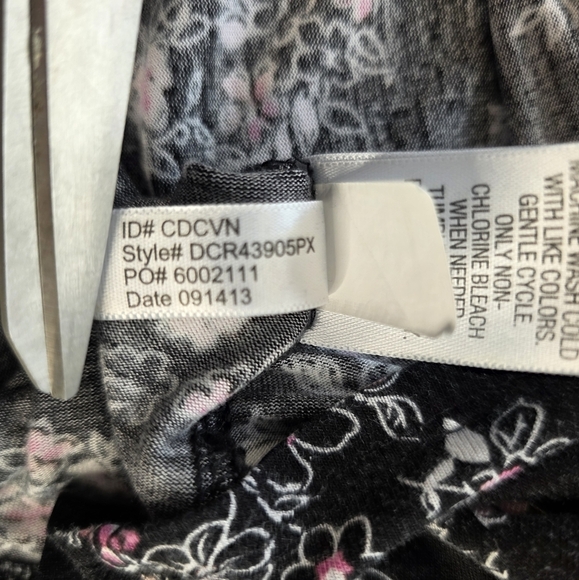 ID# CDCVN
Style# DCR43905PX
PO# 6002111
Date 091413
MACHINE WASH COLD
WITH LIKE COLORS.
GENTLE CYCLE.
ONLY NON-
CHLORINE BLEACH
WHEN NEEDED